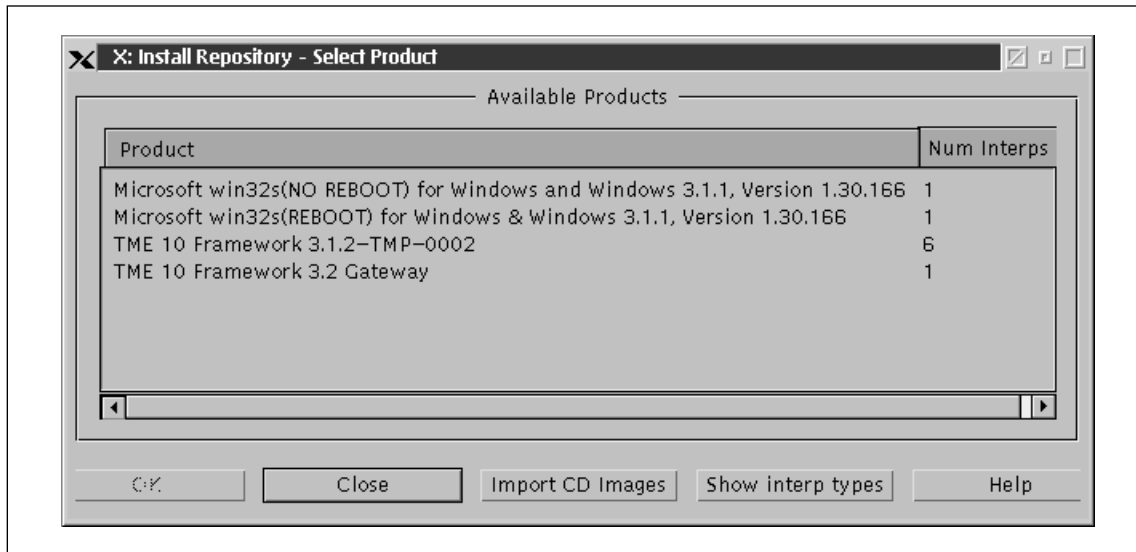 X: Install Repository - Select Product
Available Products
Product Num Interps
Microsoft win32s(NO REBOOT) for Windows and Windows 3.1.1, Version 1.30.166 1
Microsoft win32s(REBOOT) for Windows & Windows 3.1.1, Version 1.30.166 1
TME 10 Framework 3.1.2-TMP-0002 6
TME 10 Framework 3.2 Gateway 1
OK Close Import CD Images Show interp types Help